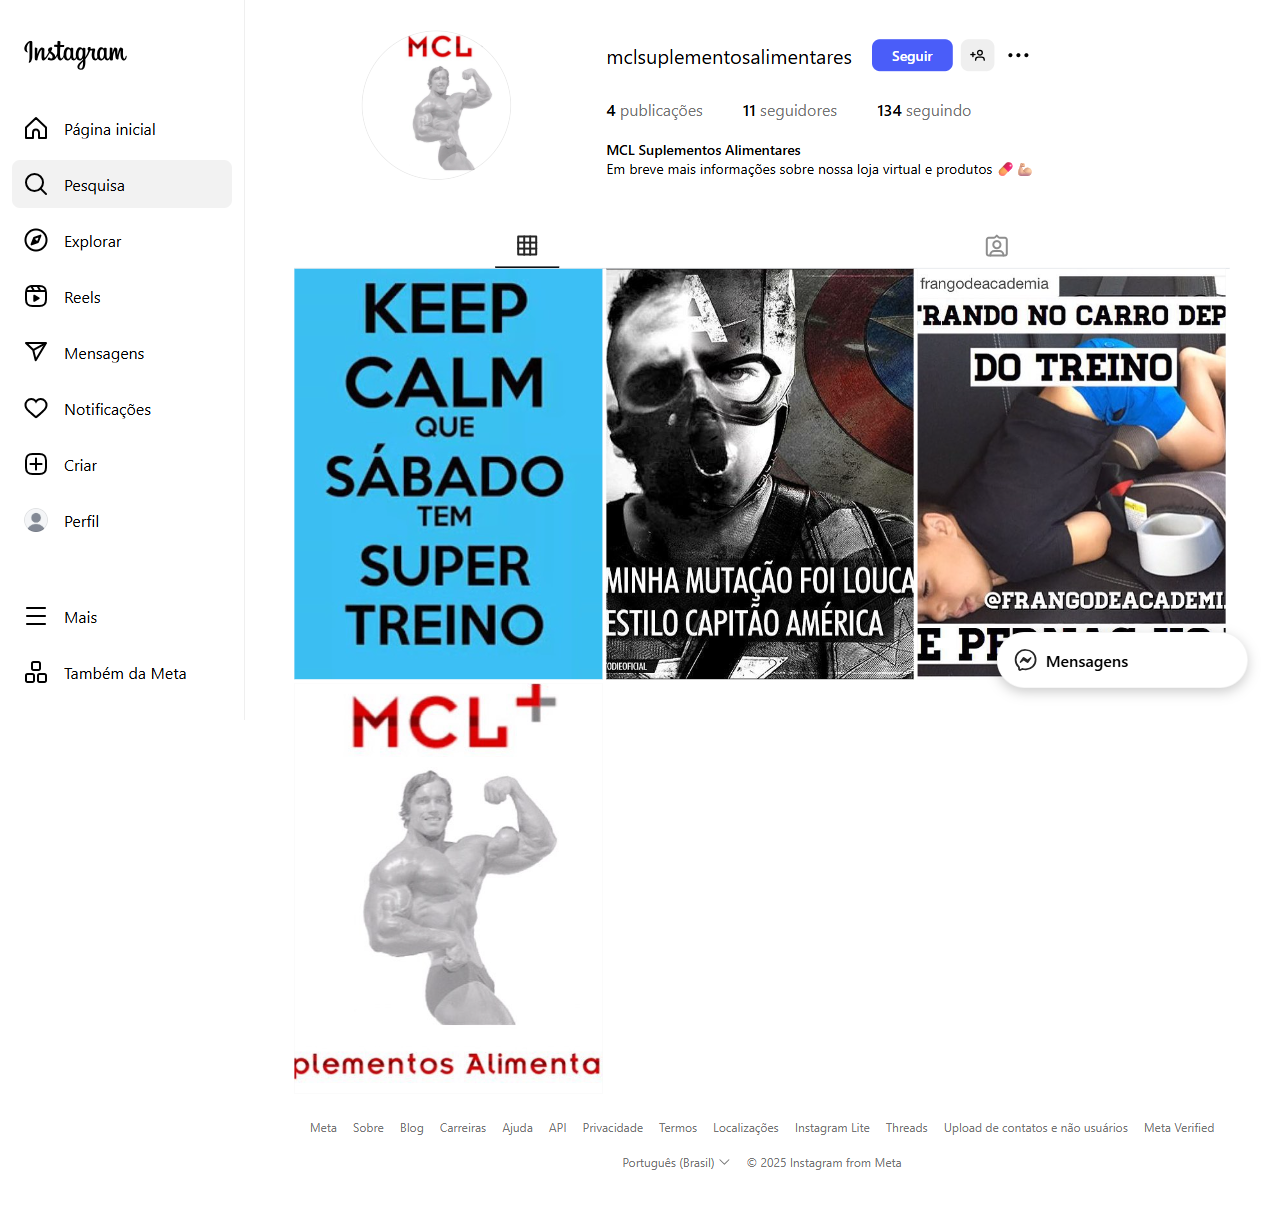 Instagram
Página inicial
Pesquisa
Explorar
Reels
Mensagens
Notificações
Criar
Perfil
Mais
Também da Meta
MCL
mclsuplementosalimentares
Seguir
4 publicações
11 seguidores
134 seguindo
MCL Suplementos Alimentares
Em breve mais informações sobre nossa loja virtual e produtos
KEEP
CALM
QUE
SÁBADO
TEM
SUPER
TREINO
A
MINHA MUTAÇÃO FOI LOUCA
ESTILO CAPITÃO AMÉRICA
TODIEOFICIAL
frangodeacademia
TRANDO NO CARRO DEP
DO TREINO
@FRANGODEACADEMI
E PERNAS
Mensagens
MCL+
plementos Alimenta
Meta
Sobre
Blog
Carreiras
Ajuda
API
Privacidade
Termos
Localizações
Instagram Lite
Threads
Upload de contatos e não usuários
Meta Verified
Português (Brasil)
© 2025 Instagram from Meta